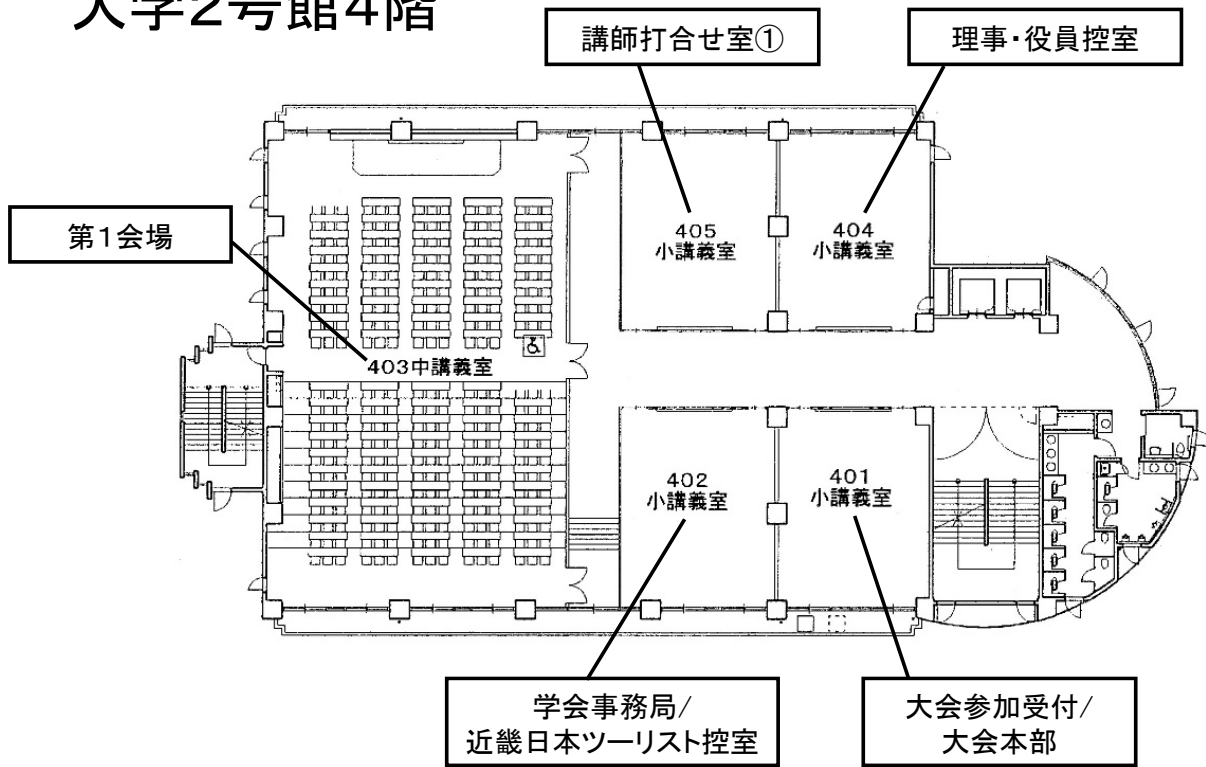 大学2号館4階
講師打合せ室①
理事・役員控室
第1会場
405
小講義室
404
小講義室
403中講義室
402
小講義室
401
小講義室
学会事務局/
近畿日本ツーリスト控室
大会参加受付/
大会本部